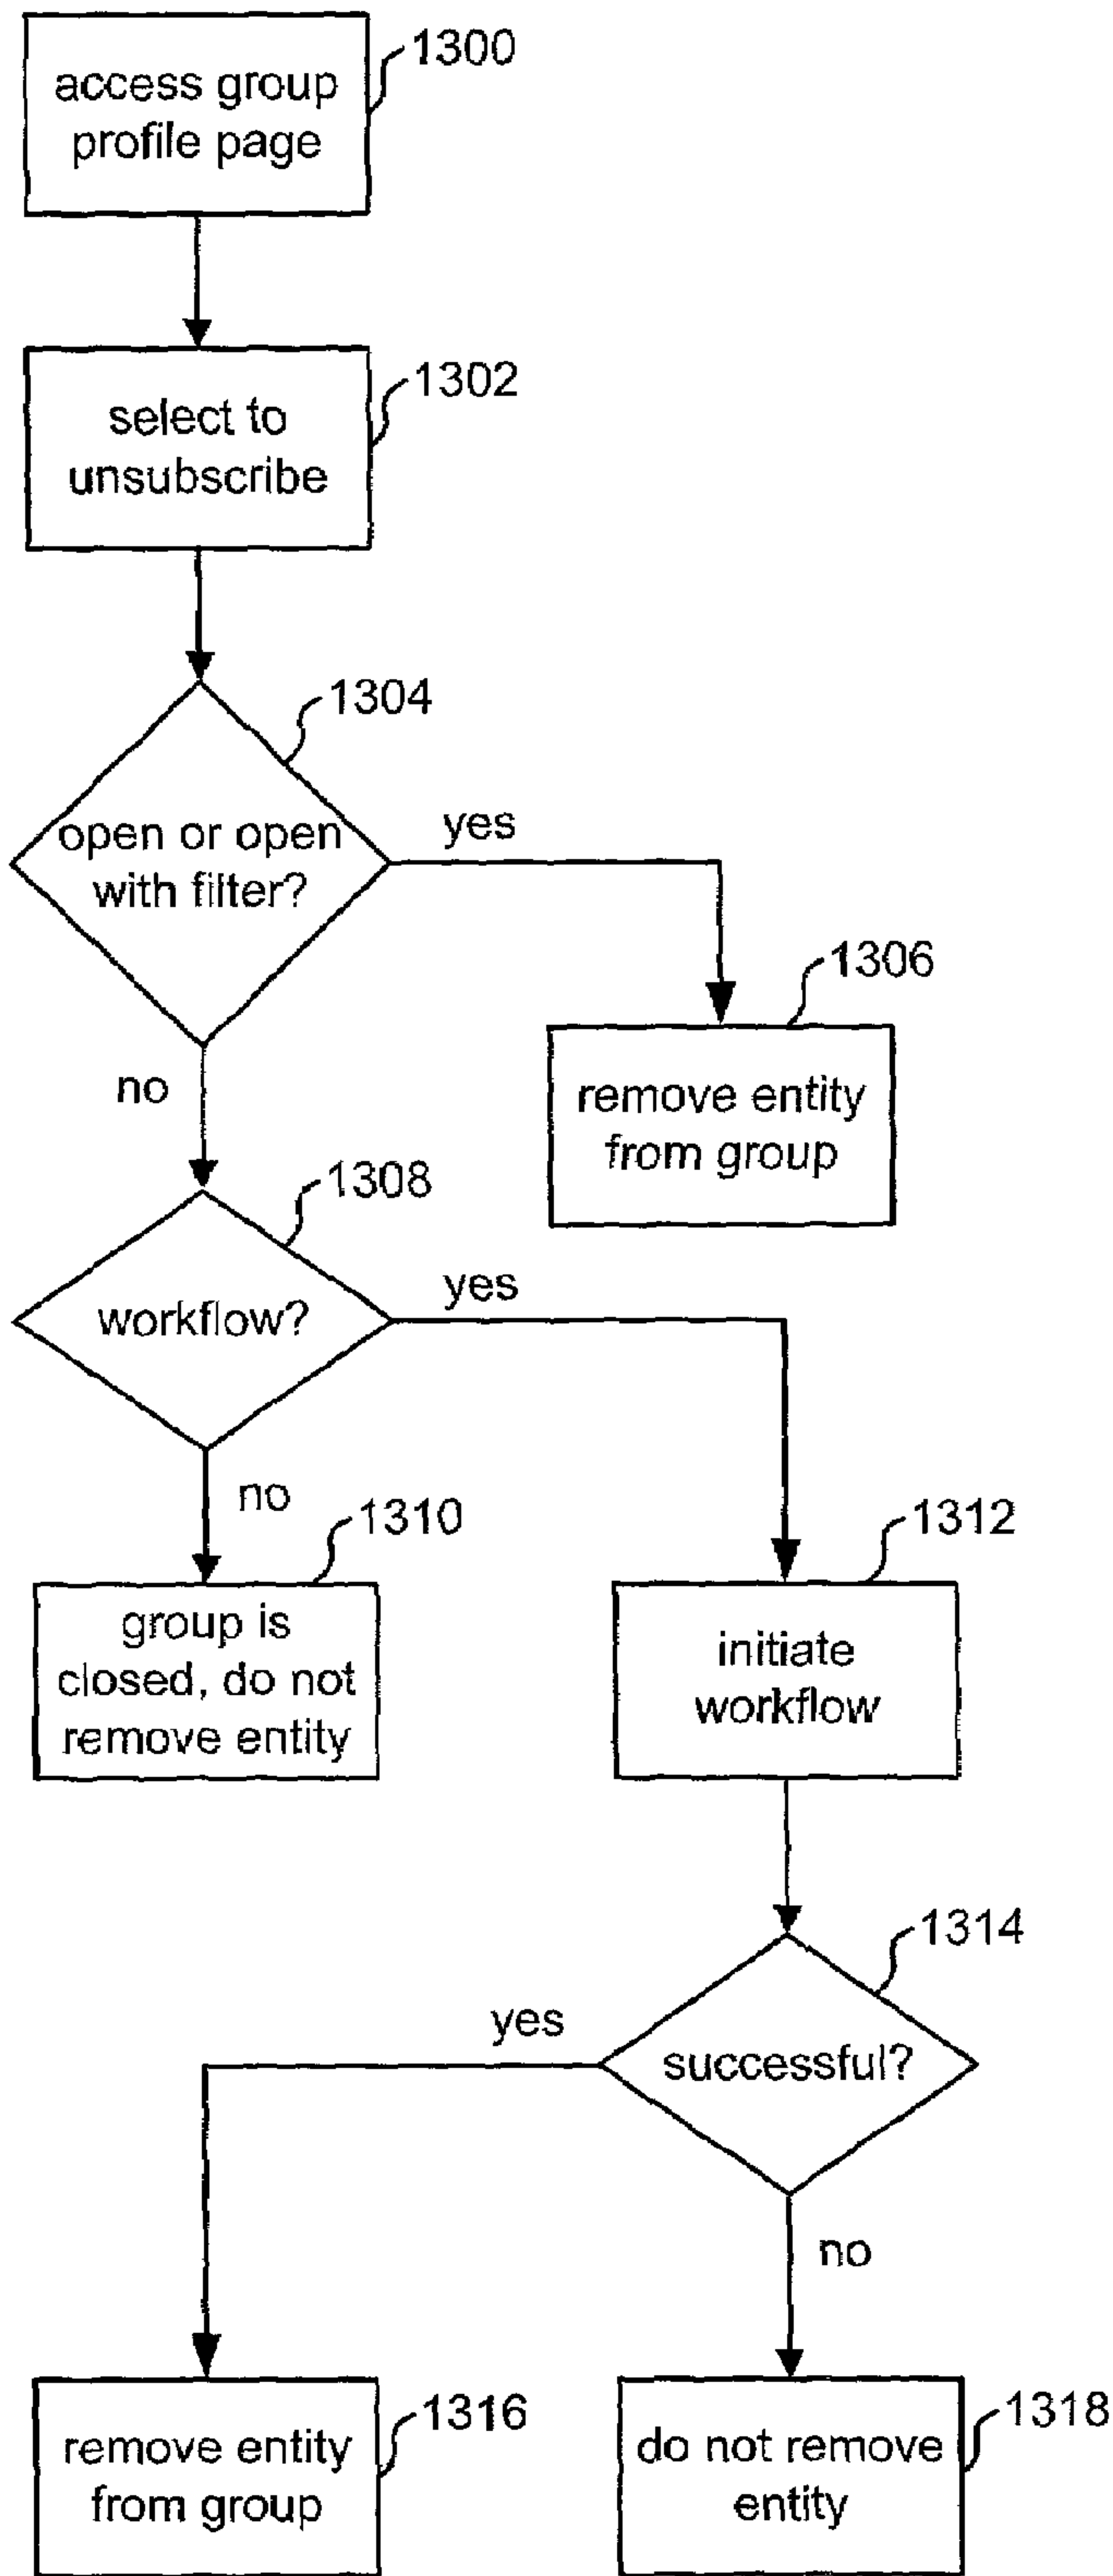 access group
profile page
1300
select to
unsubscribe
1302
1304
open or open
with filter?
yes
no
1306
remove entity
from group
1308
workflow?
yes
no
1310
group is
closed, do not
remove entity
1312
initiate
workflow
1314
successful?
yes
no
1316
remove entity
from group
1318
do not remove
entity